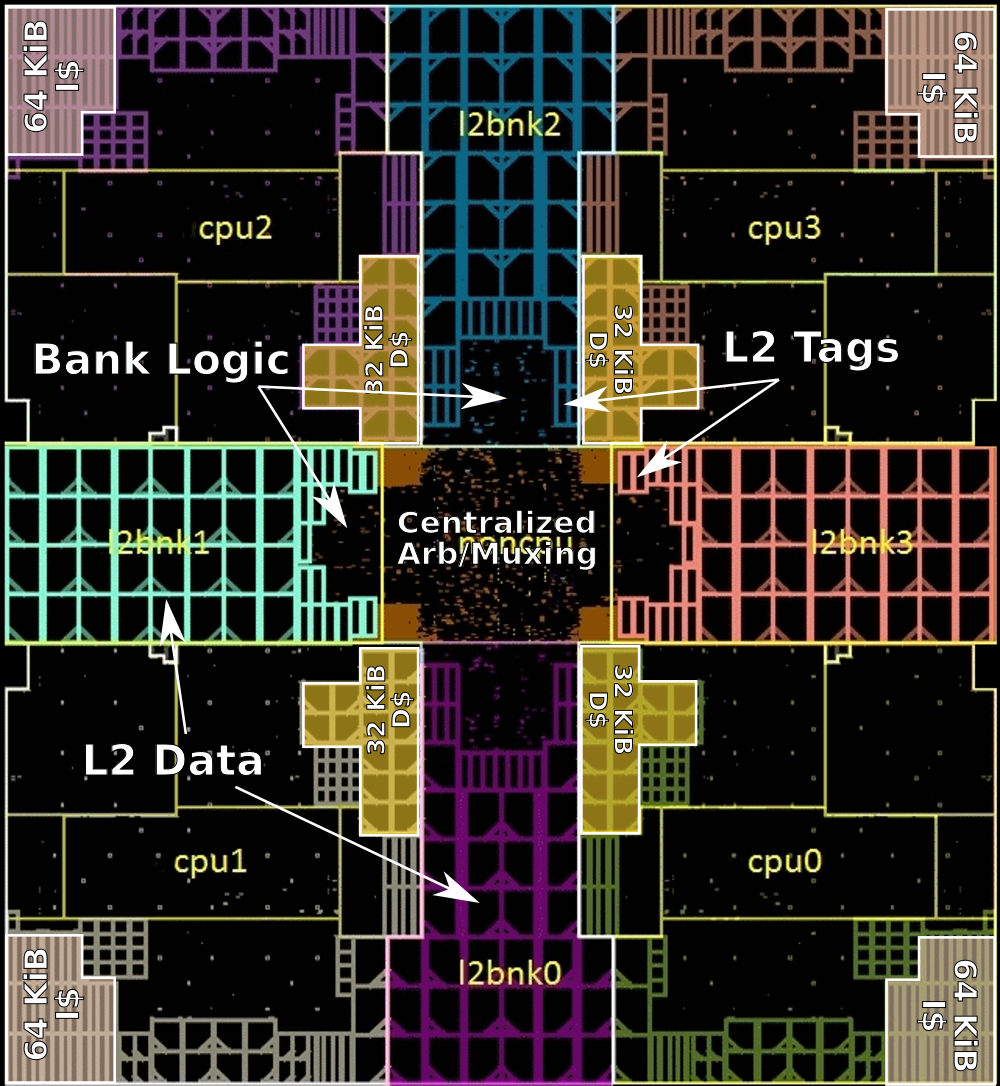 64 KiB
I$
l2bnk2
64 KiB
I$
cpu2
cpu3
32 KiB
D$
32 KiB
D$
Bank Logic
L2 Tags
l2bnk1
Centralized
noncpu
Arb/Muxing
l2bnk3
32 KiB
D$
32 KiB
D$
L2 Data
cpu1
cpu0
64 KiB
I$
l2bnk0
64 KiB
I$